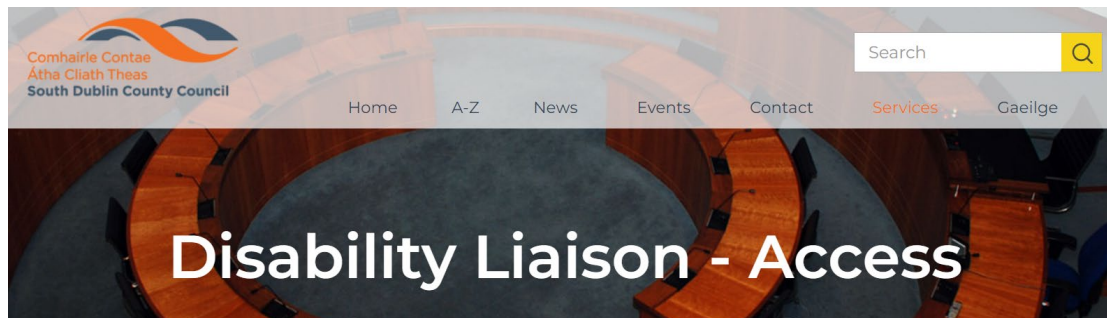 Comhairle Contae
Átha Cliath Theas
South Dublin County Council
Search
Home A-Z News Events Contact Services Gaeilge
Disability Liaison - Access